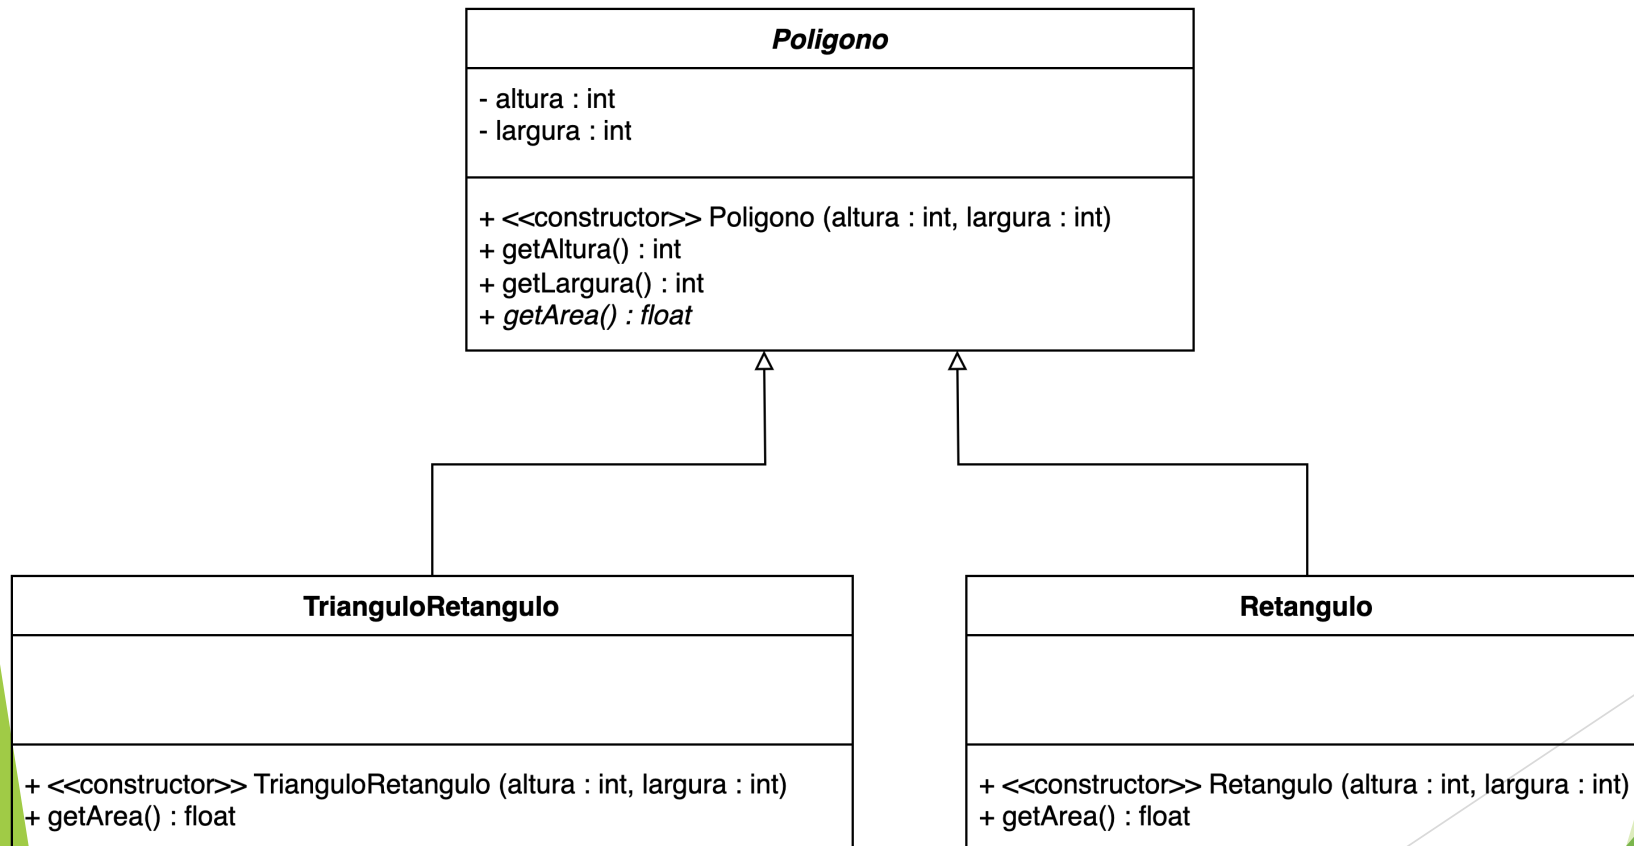 Poligono
- altura : int
- largura : int
+ <<constructor>> Poligono (altura : int, largura : int)
+ getAltura() : int
+ getLargura() : int
+ getArea() : float
TrianguloRetangulo
+ <<constructor>> TrianguloRetangulo (altura : int, largura : int)
+ getArea() : float
Retangulo
+ <<constructor>> Retangulo (altura : int, largura : int)
+ getArea() : float